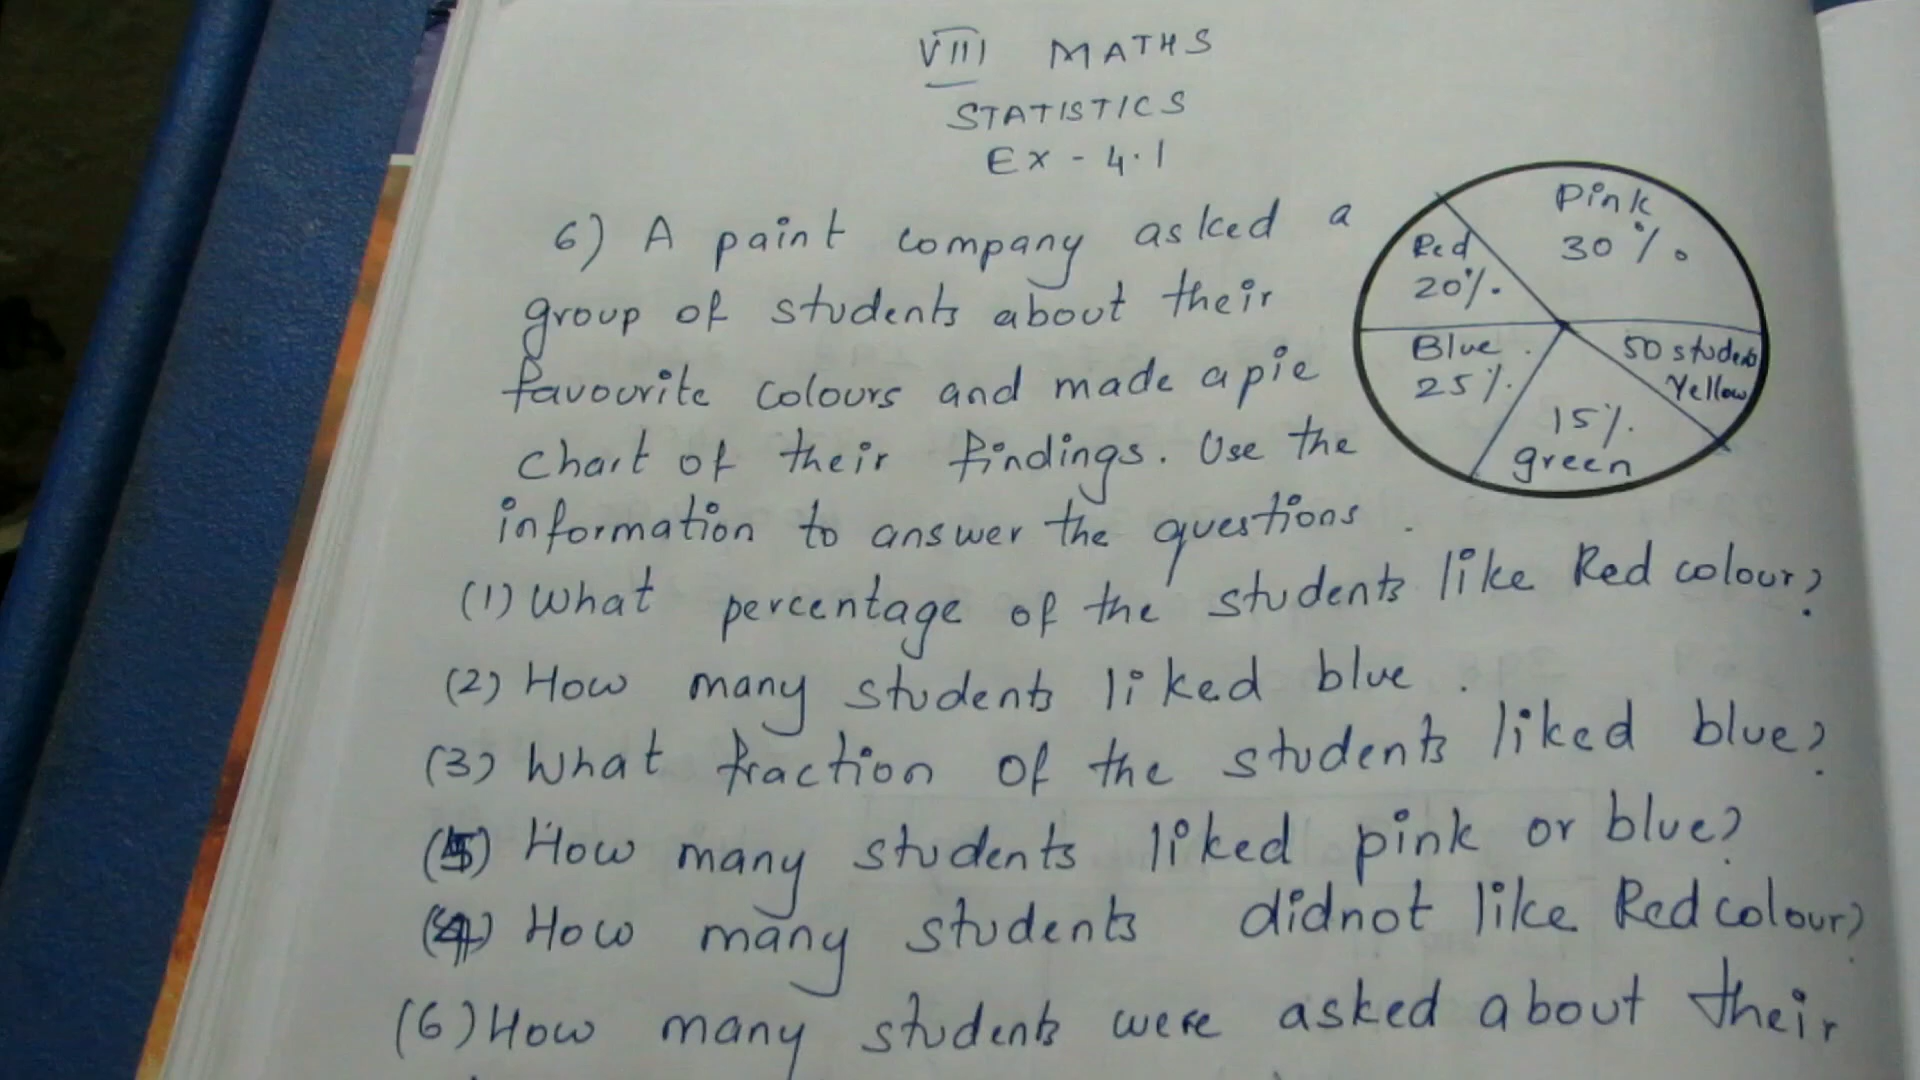 VIII MATHS
STATISTICS
Ex - 4.1
6) A paint company asked a
group of students about their
favourite colours and made a pie
chart of their findings. Use the
information to answer the questions.
Pink
30%.
Red
20%.
Blue
25%.
50 students
Yellow
15%.
green
(1) What percentage of the students like Red colour?
(2) How many students liked blue.
(3) What fraction of the students liked blue?
(5) How many students liked pink or blue?
(4) How many students didnot like Red colour?
(6) How many students were asked about their